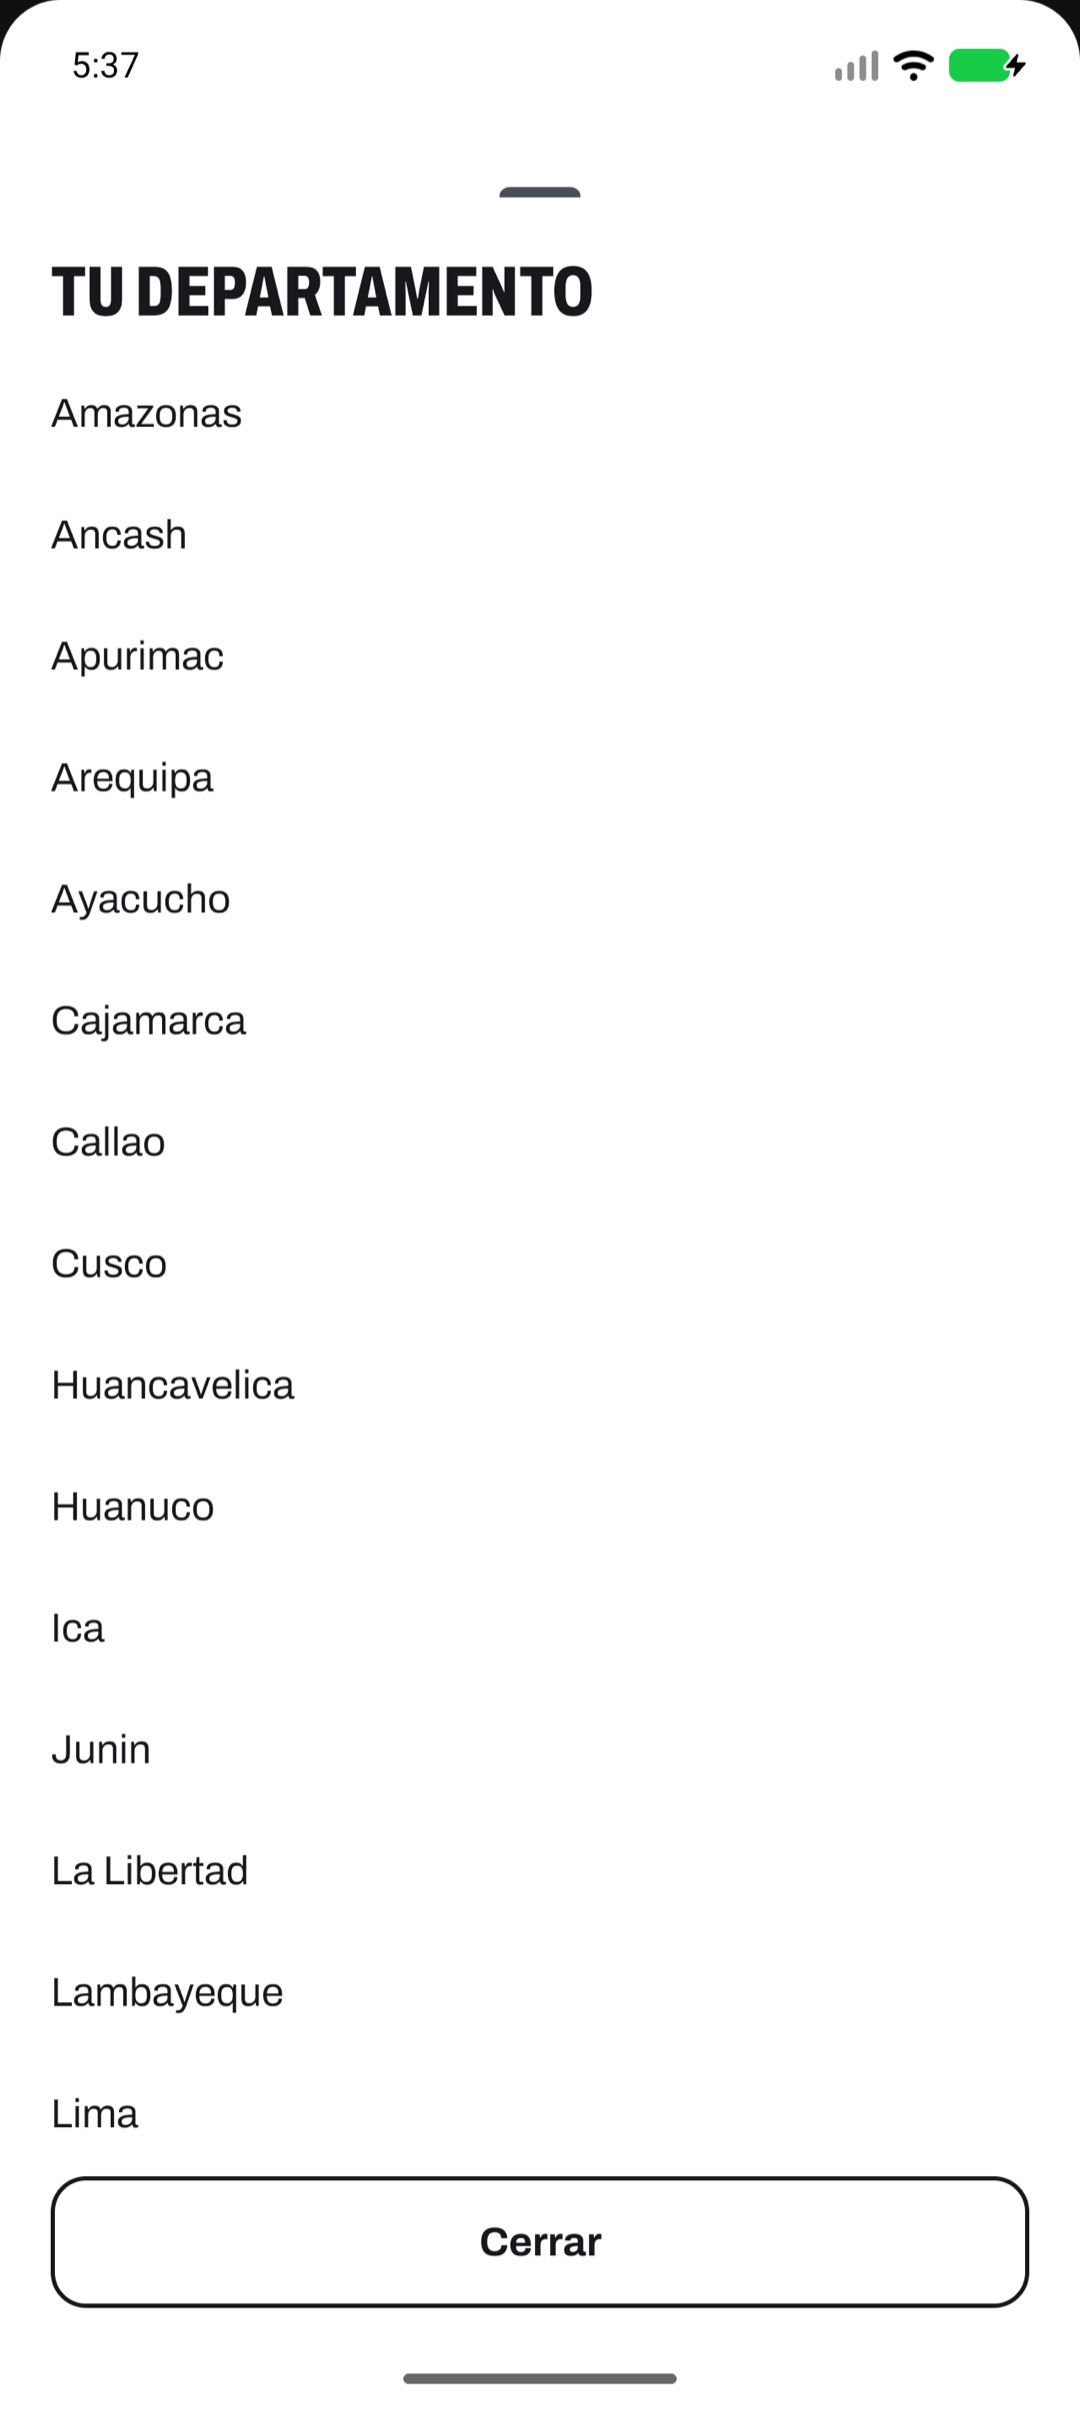 5:37
TU DEPARTAMENTO
Amazonas
Ancash
Apurimac
Arequipa
Ayacucho
Cajamarca
Callao
Cusco
Huancavelica
Huanuco
Ica
Junin
La Libertad
Lambayeque
Lima
Cerrar